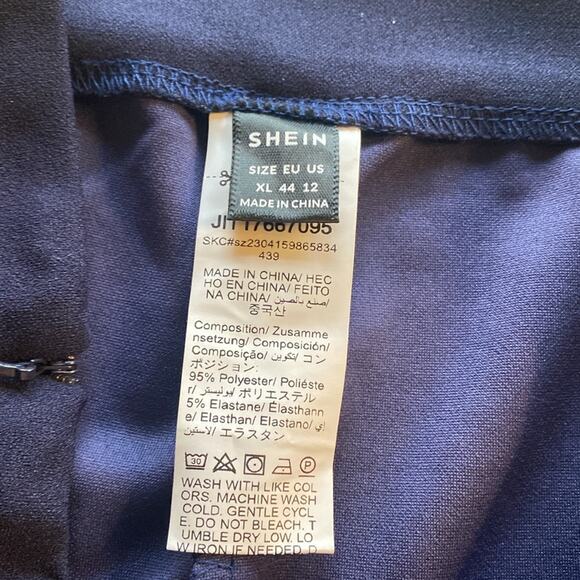 SHEIN
SIZE EU US
XL 44 12
MADE IN CHINA
JI117667095
SKC#sz2304159865834
439
MADE IN CHINA/ HEC
HO EN CHINA/ FEITO
NA CHINA/ صنع بالصين/
중국산
Composition/ Zusamme
nsetzung/ Composición/
Composição/ تكوين/ コン
ポジション:
95% Polyester/ Poliéste
r/ بوليستر/ ポリエステル
5% Elastane/ Élasthann
e/ Elasthan/ Elastano/ إي
لاستين/ エラスタン
30
P
WASH WITH LIKE COL
ORS. MACHINE WASH
COLD. GENTLE CYCL
E. DO NOT BLEACH. T
UMBLE DRY LOW. LO
W IRON IF NEEDED. D